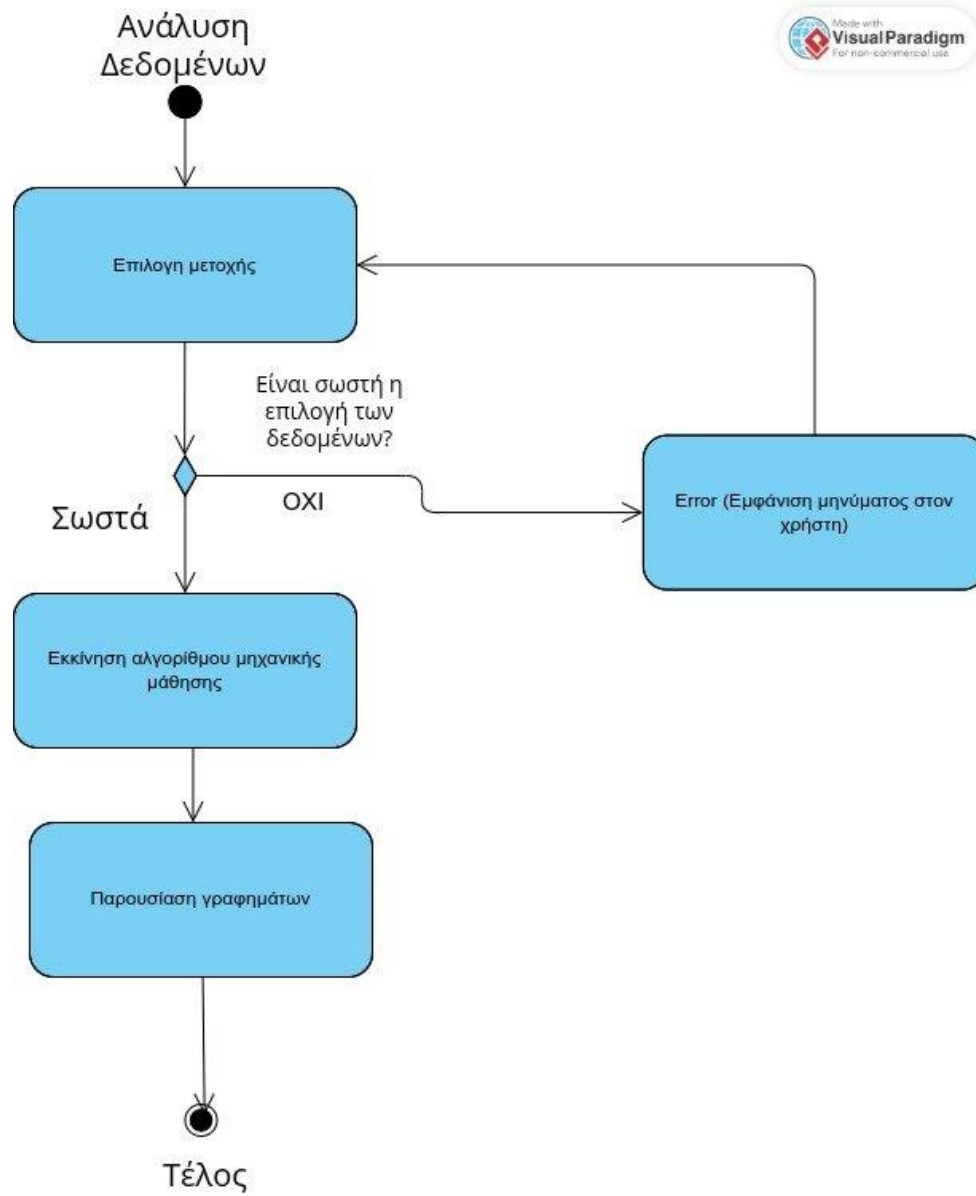 Ανάλυση
Δεδομένων
Made with
Visual Paradigm
For non-commercial use
Επιλογη μετοχής
Είναι σωστή η
επιλογή των
δεδομένων?
Σωστά
ΟΧΙ
Error (Εμφάνιση μηνύματος στον
χρήστη)
Εκκίνηση αλγορίθμου μηχανικής
μάθησης
Παρουσίαση γραφημάτων
Τέλος